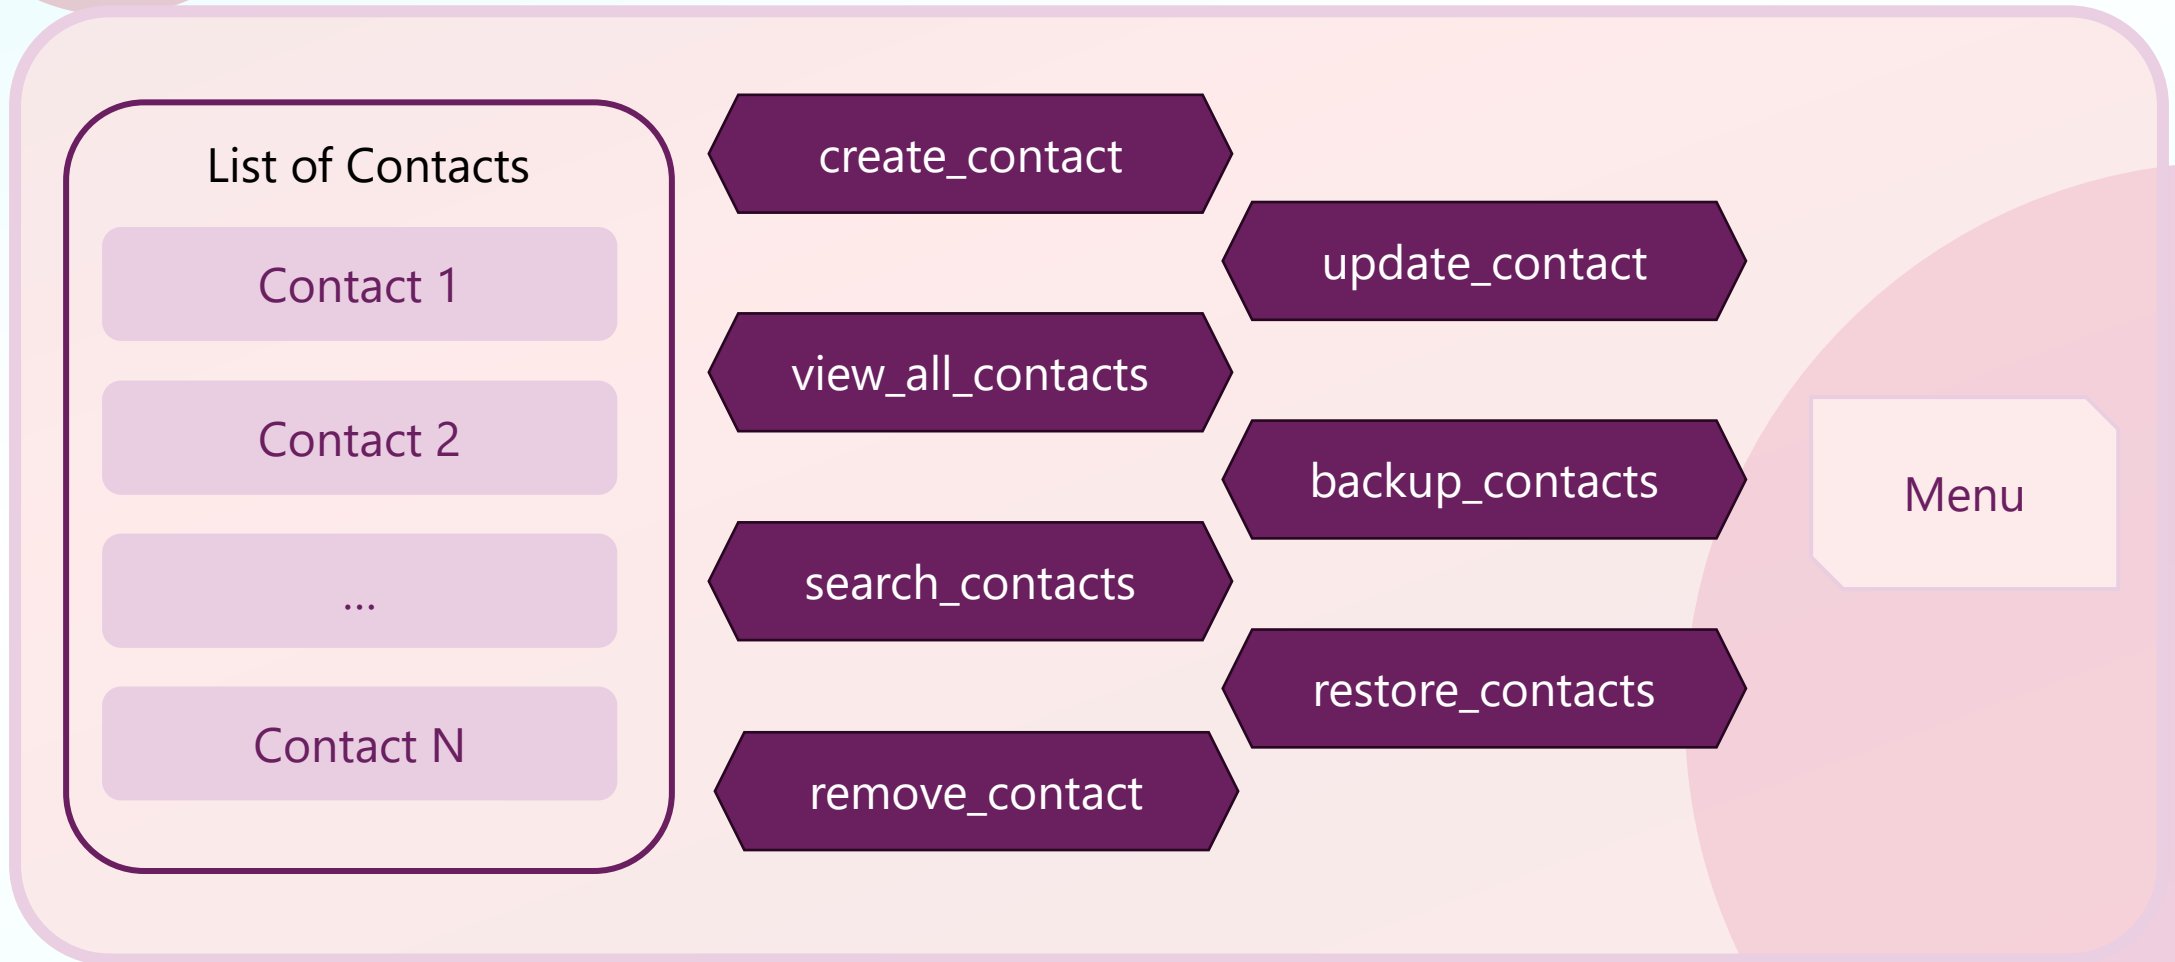 List of Contacts
Contact 1
Contact 2
...
Contact N
create_contact
update_contact
view_all_contacts
backup_contacts
search_contacts
restore_contacts
remove_contact
Menu